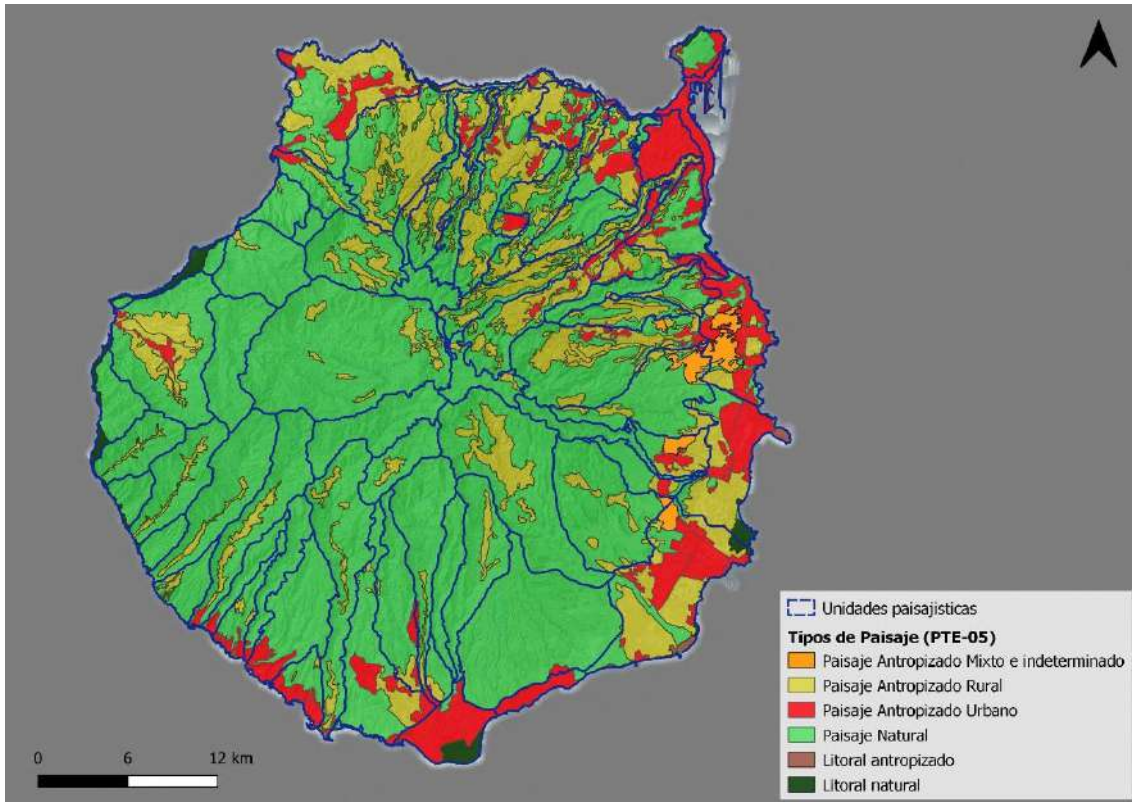 Unidades paisajisticas
Tipos de Paisaje (PTE-05)
Paisaje Antropizado Mixto e indeterminado
Paisaje Antropizado Rural
Paisaje Antropizado Urbano
Paisaje Natural
Litoral antropizado
Litoral natural
0 6 12 km